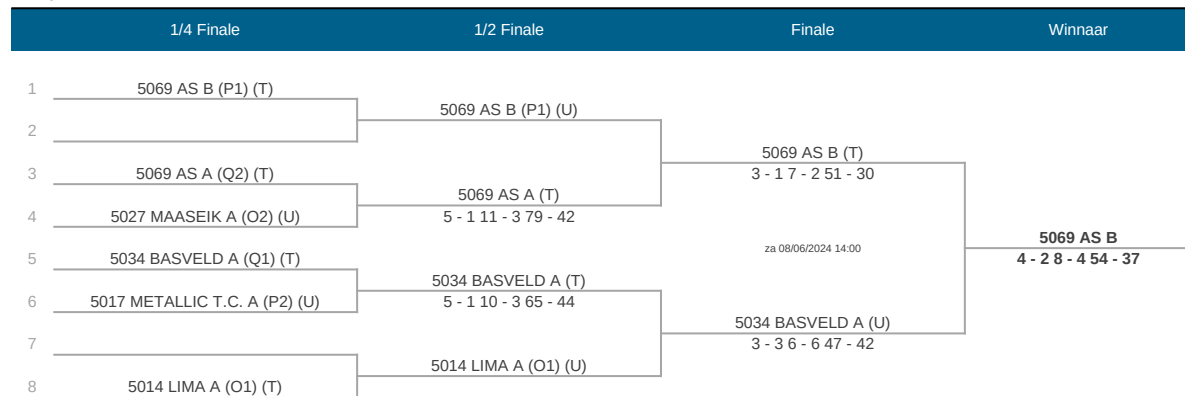 1/4 Finale 1/2 Finale Finale Winnaar
1 5069 AS B (P1) (T)
5069 AS B (P1) (U)
2
5069 AS B (T)
3 5069 AS A (Q2) (T)
3 - 1 7 - 2 51 - 30
5069 AS A (T)
4 5027 MAASEIK A (O2) (U)
5 - 1 11 - 3 79 - 42
5069 AS B
za 08/06/2024 14:00
5 5034 BASVELD A (Q1) (T)
4 - 2 8 - 4 54 - 37
5034 BASVELD A (T)
6 5017 METALLIC T.C. A (P2) (U)
5 - 1 10 - 3 65 - 44
5034 BASVELD A (U)
7
3 - 3 6 - 6 47 - 42
5014 LIMA A (O1) (U)
8 5014 LIMA A (O1) (T)